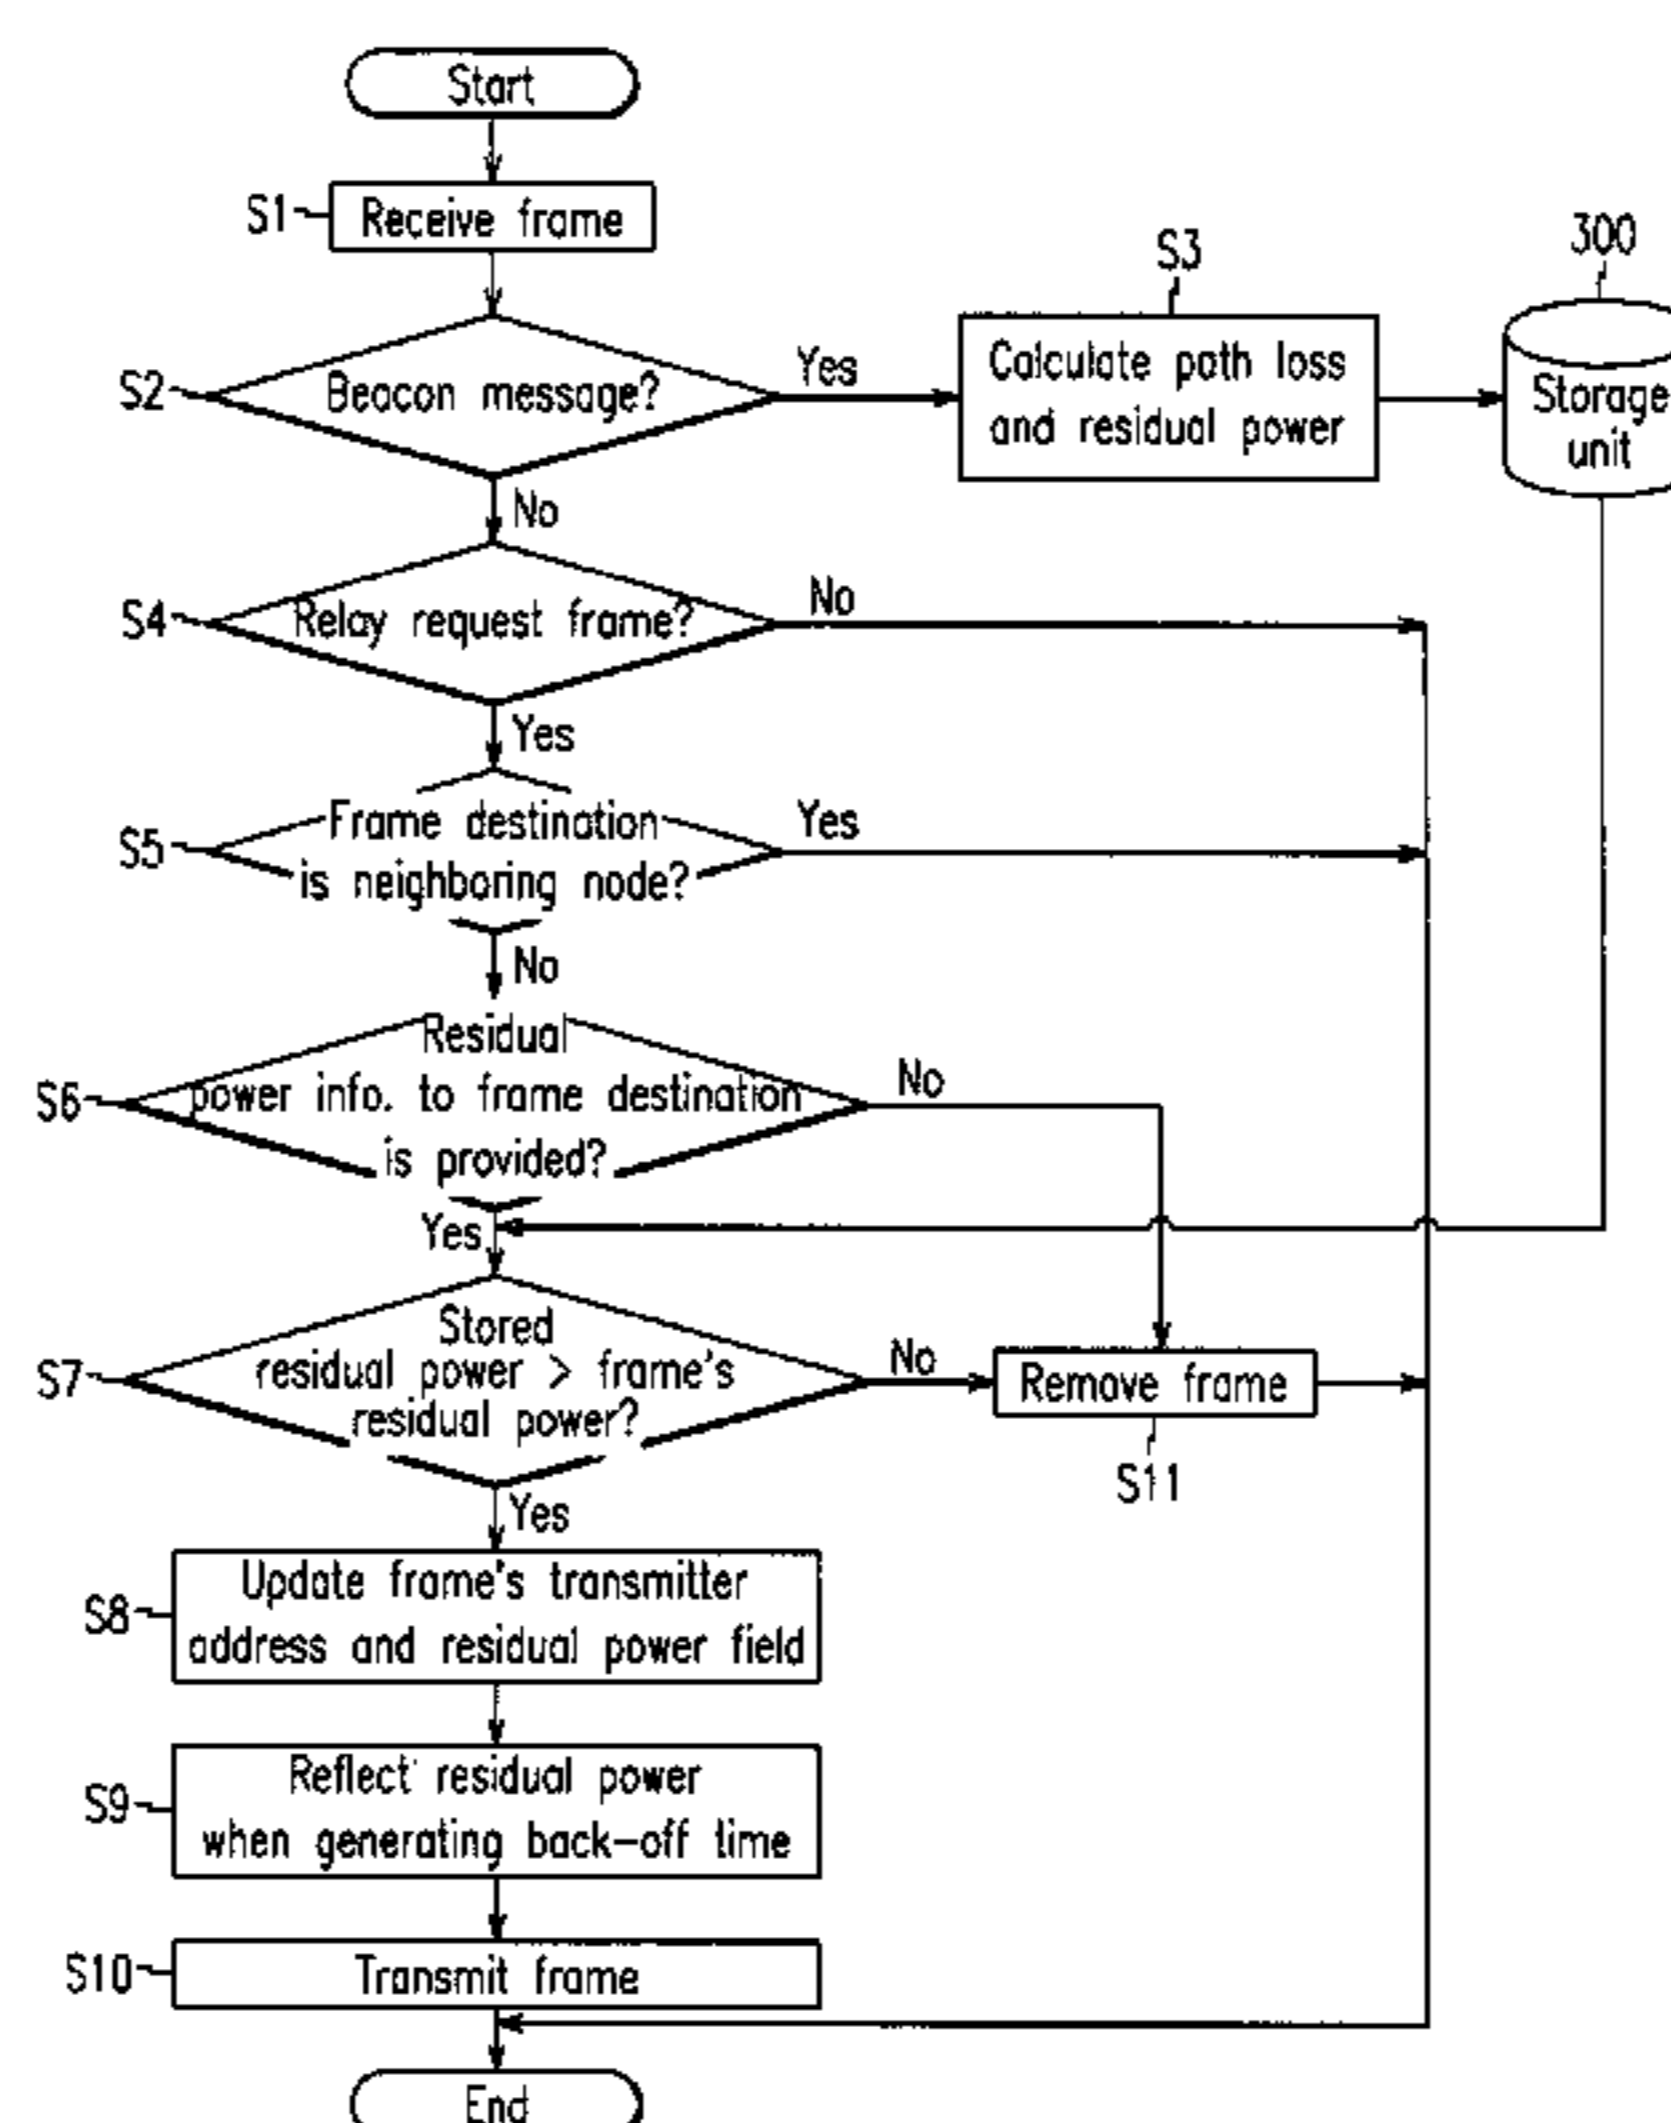 Start
S1
Receive frame
S2
Beacon message?
Yes
S3
Calculate path loss
and residual power
300
Storage
unit
No
S4
Relay request frame?
No
Yes
S5
Frame destination
is neighboring node?
Yes
No
S6
Residual
power info. to frame destination
is provided?
No
Yes
S7
Stored
residual power > frame's
residual power?
No
Remove frame
S11
Yes
S8
Update frame's transmitter
address and residual power field
S9
Reflect residual power
when generating back-off time
S10
Transmit frame
End